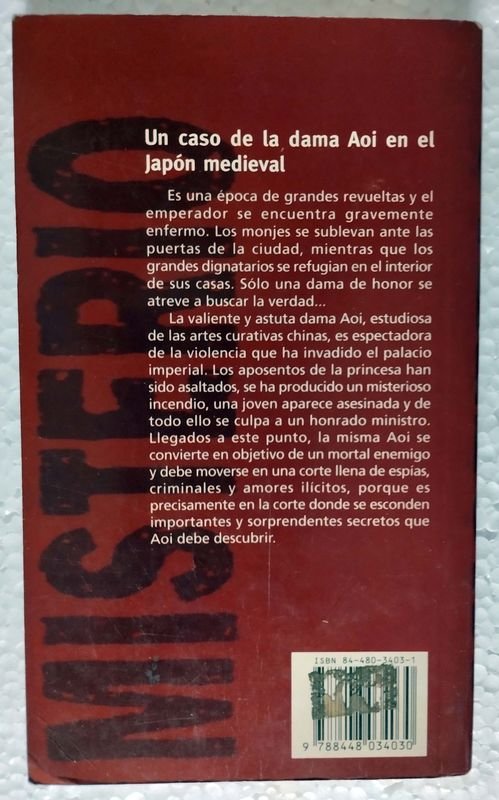 MISTERIO
Un caso de la dama Aoi en el
Japón medieval
Es una época de grandes revueltas y el
emperador se encuentra gravemente
enfermo. Los monjes se sublevan ante las
puertas de la ciudad, mientras que los
grandes dignatarios se refugian en el interior
de sus casas. Sólo una dama de honor se
atreve a buscar la verdad...
La valiente y astuta dama Aoi, estudiosa
de las artes curativas chinas, es espectadora
de la violencia que ha invadido el palacio
imperial. Los aposentos de la princesa han
sido asaltados, se ha producido un misterioso
incendio, una joven aparece asesinada y de
todo ello se culpa a un honrado ministro.
Llegados a este punto, la misma Aoi se
convierte en objetivo de un mortal enemigo
y debe moverse en una corte llena de espías,
criminales y amores ilícitos, porque es
precisamente en la corte donde se esconden
importantes y sorprendentes secretos que
Aoi debe descubrir.
ISBN 84-480-3403-1
9 788448 034030